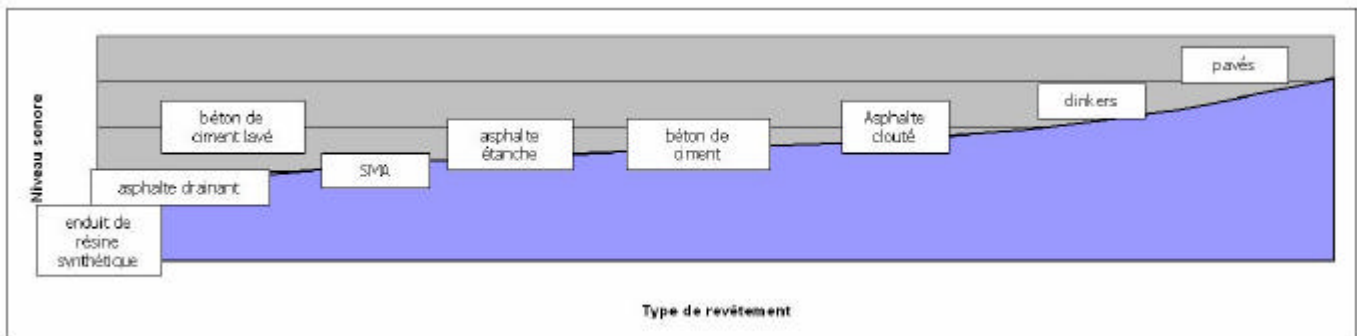 Niveau sonore
pavés
dinkers
béton de
ciment lavé
asphalte
étanche
béton de
ciment
Asphalte
clouté
SMA
asphalte drainant
enduit de
résine
synthétique
Type de revêtement